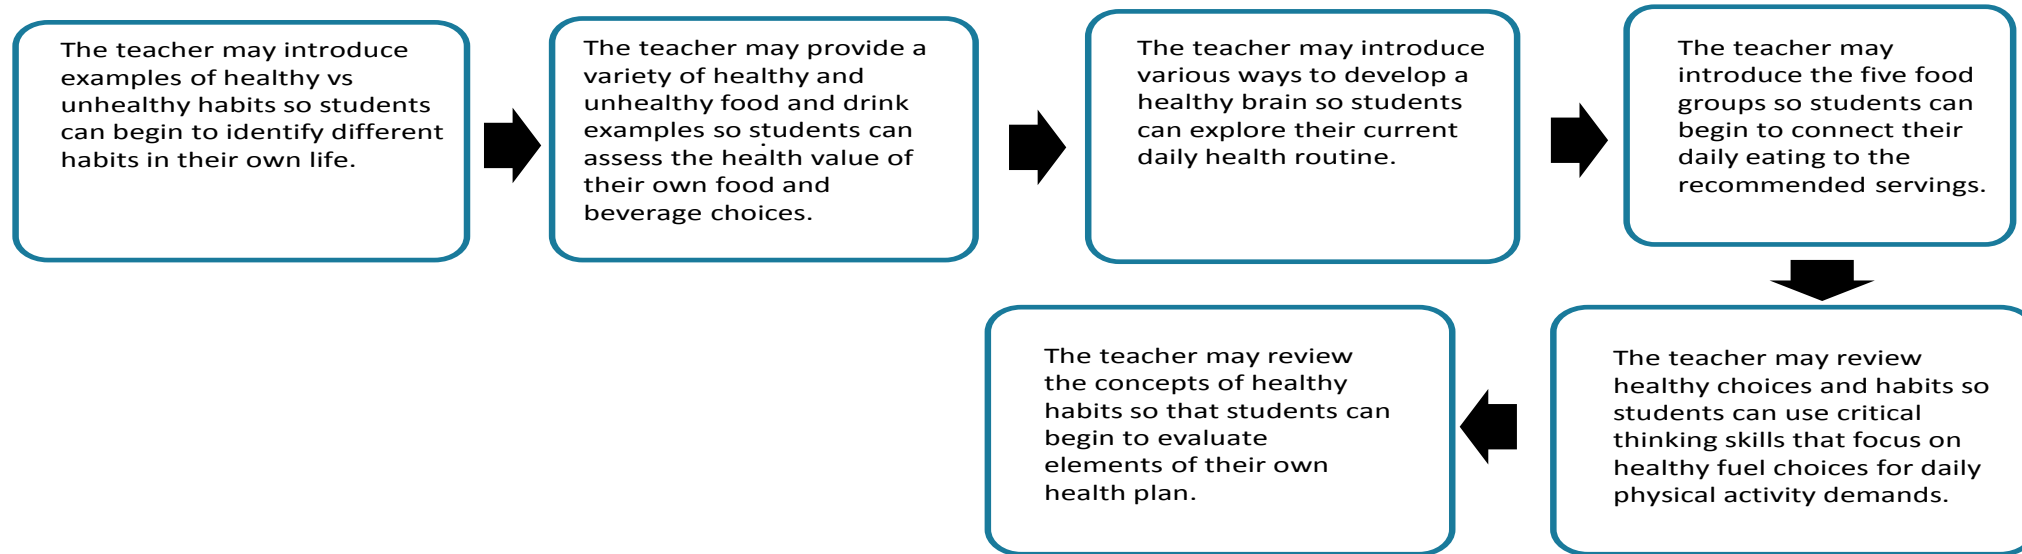 The teacher may introduce
examples of healthy vs
unhealthy habits so students
can begin to identify different
habits in their own life.
The teacher may provide a
variety of healthy and
unhealthy food and drink
examples so students can
assess the health value of
their own food and
beverage choices.
The teacher may introduce
various ways to develop a
healthy brain so students
can explore their current
daily health routine.
The teacher may
introduce the five food
groups so students can
begin to connect their
daily eating to the
recommended servings.
The teacher may review
healthy choices and habits so
students can use critical
thinking skills that focus on
healthy fuel choices for daily
physical activity demands.
The teacher may review
the concepts of healthy
habits so that students can
begin to evaluate
elements of their own
health plan.